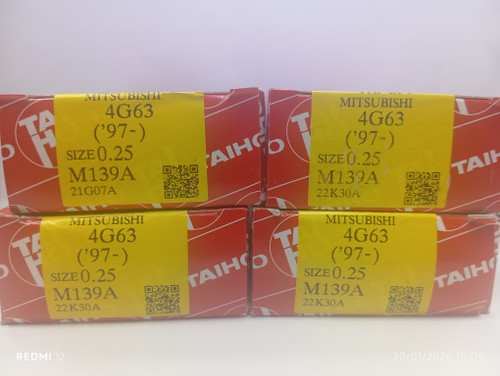 MITSUBISHI
4G63
('97-)
SIZE 0.25
M139A
21G07A
TAIHO
MITSUBISHI
4G63
('97-)
SIZE 0.25
M139A
22K30A
TAIHO
MITSUBISHI
4G63
('97-)
SIZE 0.25
M139A
22K30A
TAIHO
MITSUBISHI
4G63
('97-)
SIZE 0.25
M139A
22K30A
TAIHO
REDMI 12